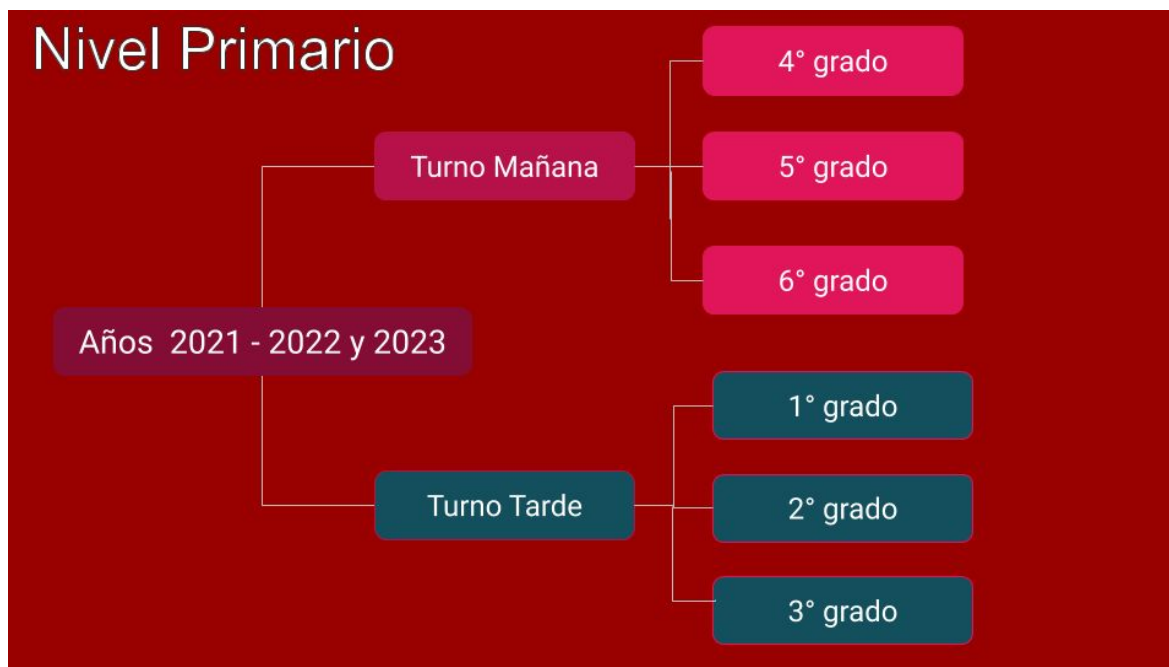 Nivel Primario
Años 2021 - 2022 y 2023
Turno Mañana
4° grado
5° grado
6° grado
Turno Tarde
1° grado
2° grado
3° grado